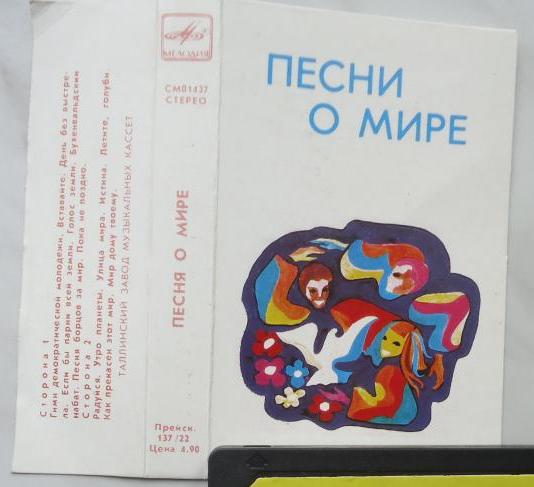 Сторона 1
Гимн демократической молодежи. Вставайте. День без выстре-
ла. Если бы парни всей земли. Голос земли. Бухенвальдский
набат. Песня борцов за мир. Пока не поздно.
Сторона 2
Радуйся. Утро планеты. Улица мира. Истина. Летите, голуби.
Как прекасен этот мир. Мир дому твоему.
ТАЛЛИНСКИЙ ЗАВОД МУЗЫКАЛЬНЫХ КАССЕТ
МЕЛОДИЯ
СМ01437
СТЕРЕО
ПЕСНЯ О МИРЕ
Прейск.
137/22
Цена 4.90
ПЕСНИ
О МИРЕ